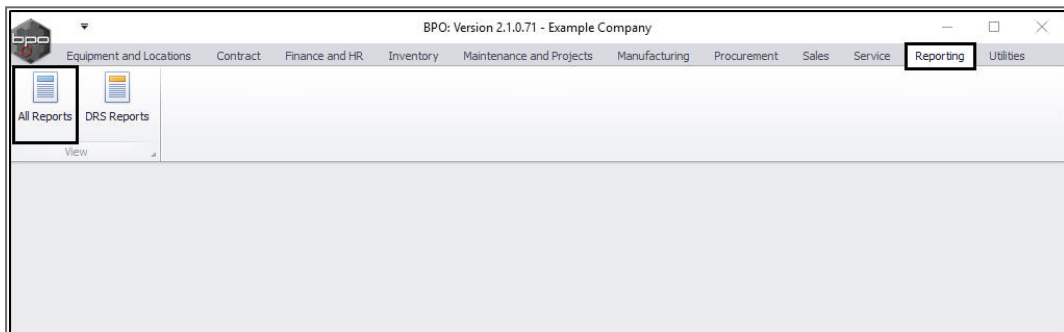 BPO: Version 2.1.0.71 - Example Company
bpo
Equipment and Locations Contract Finance and HR Inventory Maintenance and Projects Manufacturing Procurement Sales Service Reporting Utilities
All Reports DRS Reports
View